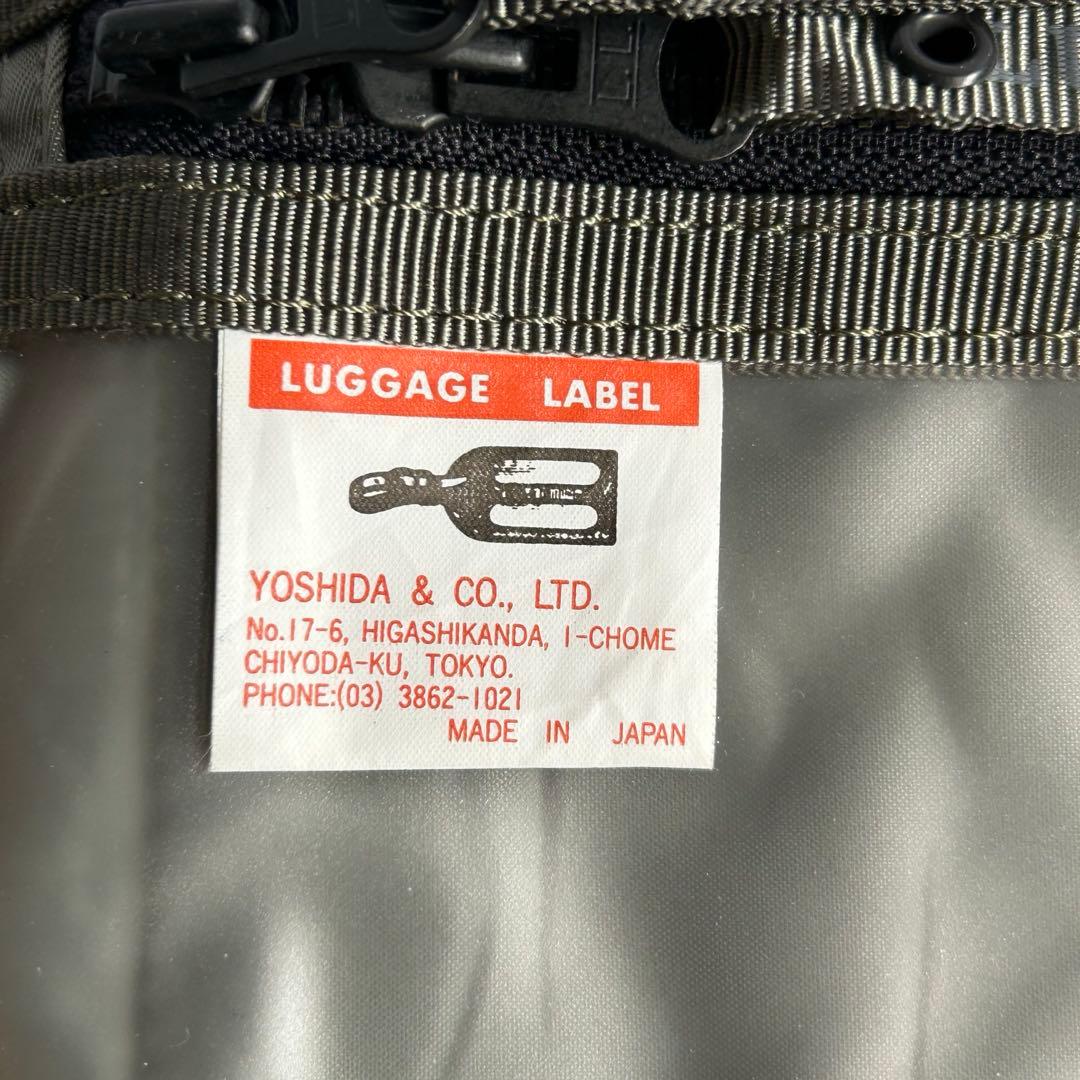 LUGGAGE LABEL
YOSHIDA & CO., LTD.
No.17-6, HIGASHIKANDA, 1-CHOME
CHIYODA-KU, TOKYO.
PHONE:(03) 3862-1021
MADE IN JAPAN